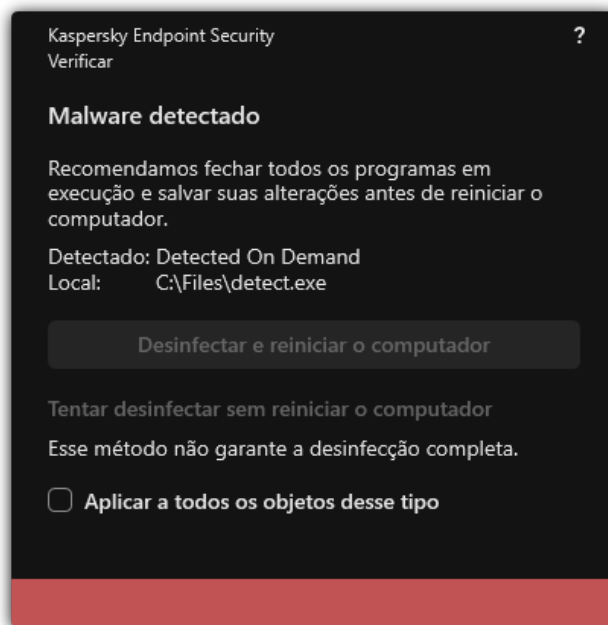 Kaspersky Endpoint Security
?
Verificar
Malware detectado
Recomendamos fechar todos os programas em
execução e salvar suas alterações antes de reiniciar o
computador.
Detectado: Detected On Demand
Local: C:\Files\detect.exe
Desinfectar e reiniciar o computador
Tentar desinfectar sem reiniciar o computador
Esse método não garante a desinfecção completa.
Aplicar a todos os objetos desse tipo